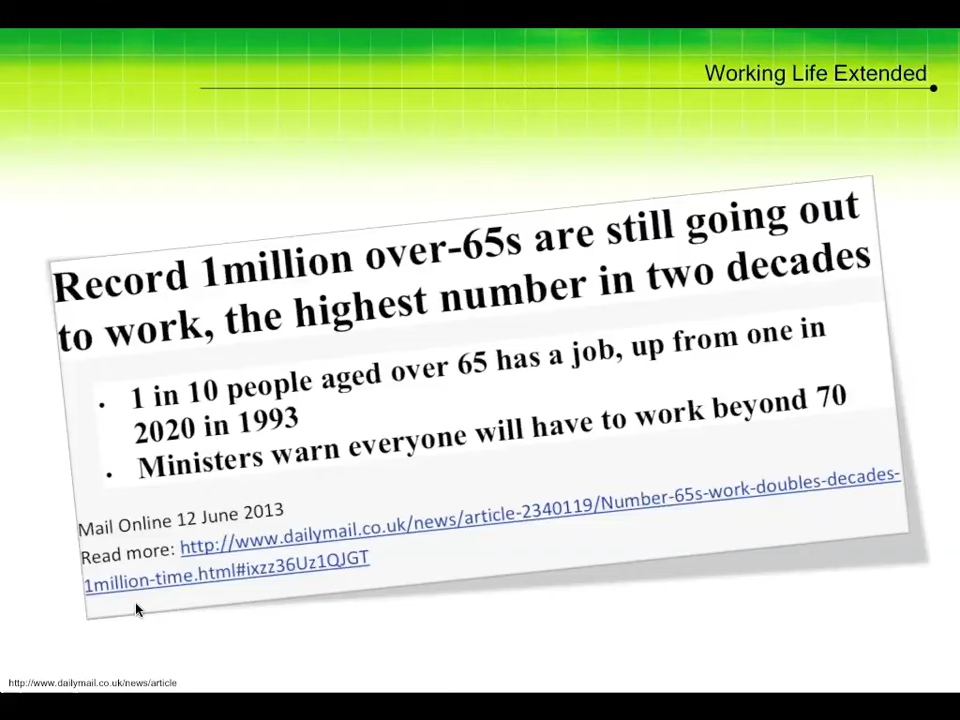 Working Life Extended
Record 1million over-65s are still going out
to work, the highest number in two decades
. 1 in 10 people aged over 65 has a job, up from one in
2020 in 1993
. Ministers warn everyone will have to work beyond 70
Mail Online 12 June 2013
Read more: http://www.dailymail.co.uk/news/article-2340119/Number-65s-work-doubles-decades-
1million-time.html#ixzz36Uz1QJGT
http://www.dailymail.co.uk/news/article